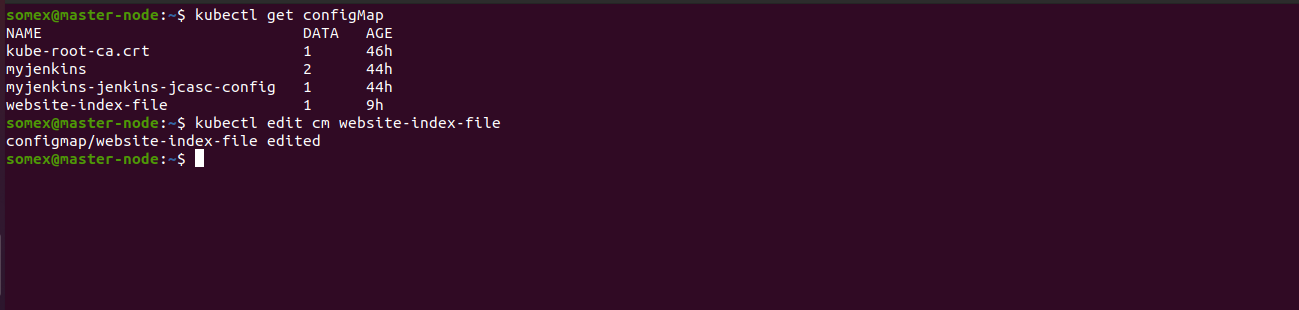 somex@master-node:~$ kubectl get configMap
NAME                             DATA   AGE
kube-root-ca.crt                 1      46h
myjenkins                        2      44h
myjenkins-jenkins-jcasc-config   1      44h
website-index-file               1      9h
somex@master-node:~$ kubectl edit cm website-index-file
configmap/website-index-file edited
somex@master-node:~$